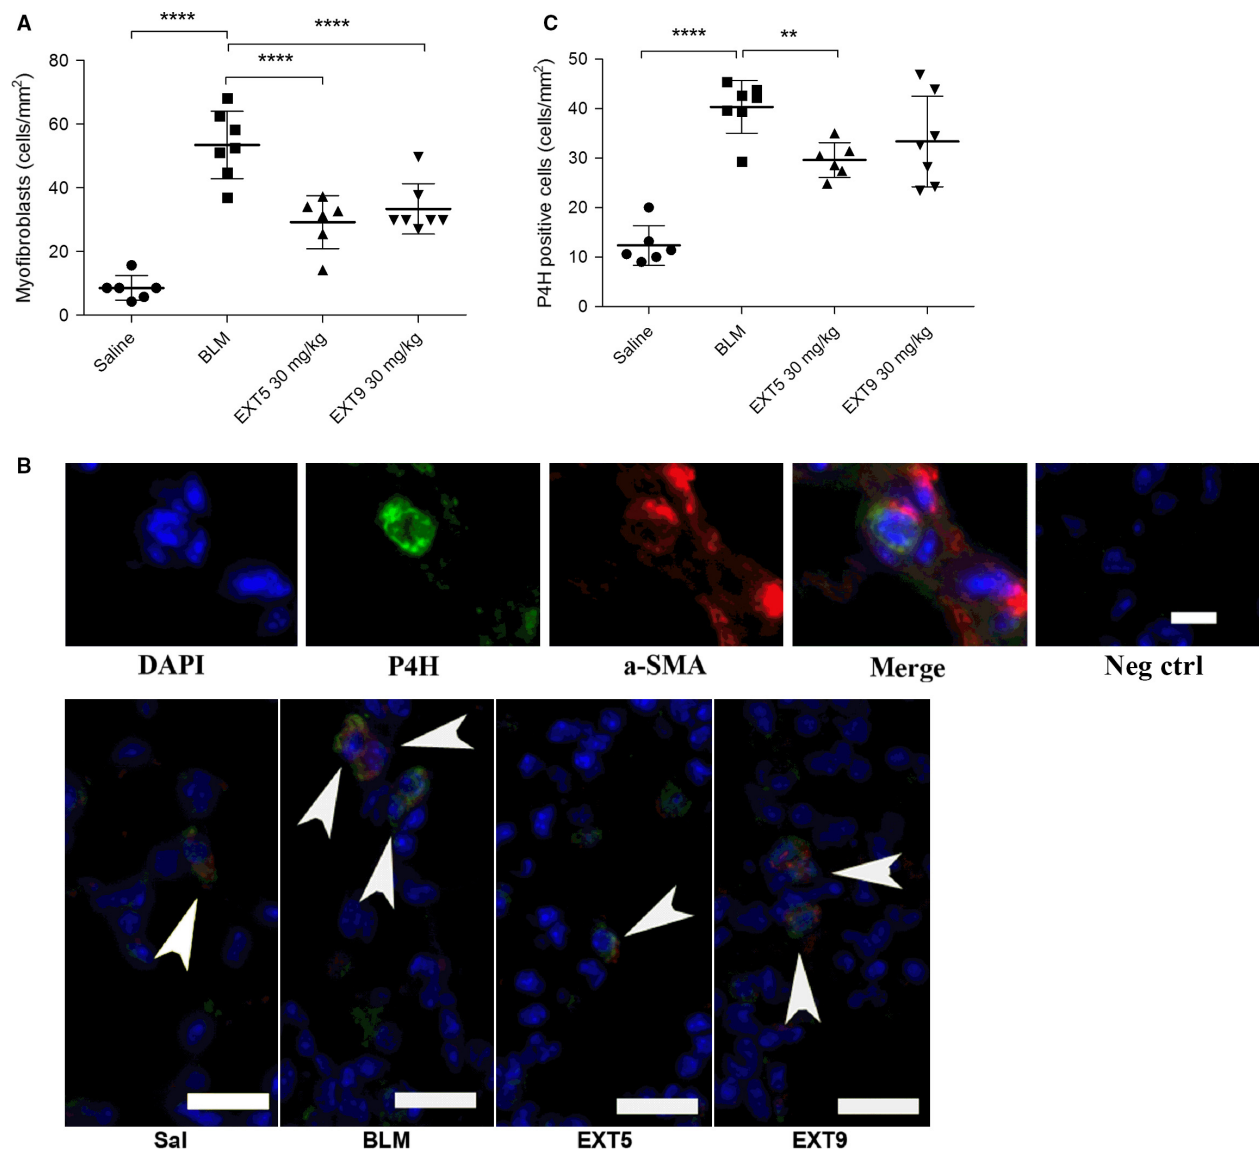 A
****
****
****
Myofibroblasts (cells/mm²)
80
60
40
20
0
Saline
BLM
EXT5 30 mg/kg
EXT9 30 mg/kg
C
****
**
P4H positive cells (cells/mm²)
50
40
30
20
10
0
Saline
BLM
EXT5 30 mg/kg
EXT9 30 mg/kg
B
DAPI
P4H
a-SMA
Merge
Neg ctrl
Sal
BLM
EXT5
EXT9